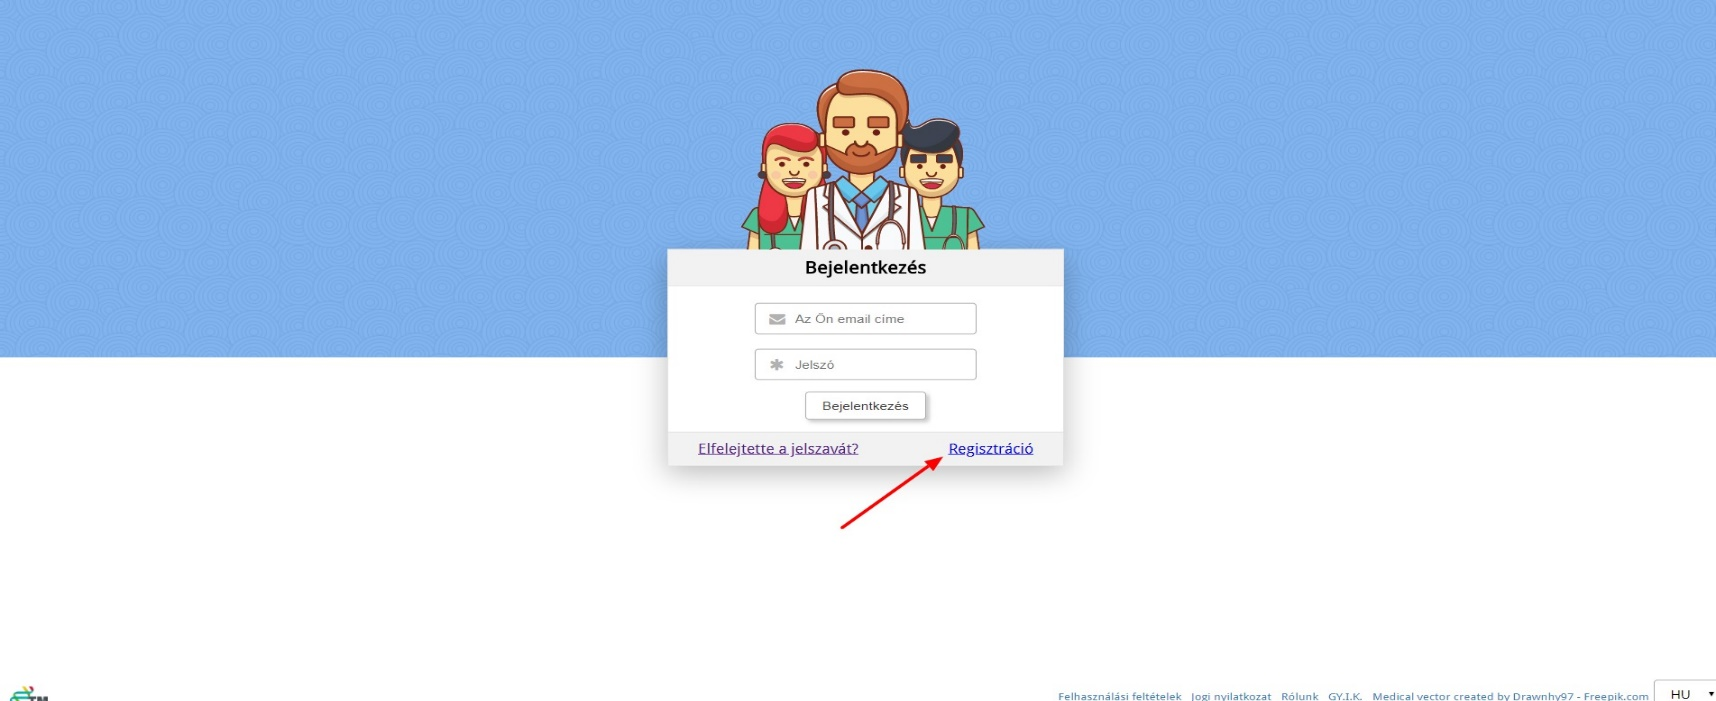 Bejelentkezés
Az Ön email címe
Jelszó
Bejelentkezés
Elfelejtette a jelszavát? Regisztráció
Felhasználási feltételek Jogi nyilatkozat Rólunk GY.I.K. Medical vector created by Drawnhy97 - Freepik.com HU